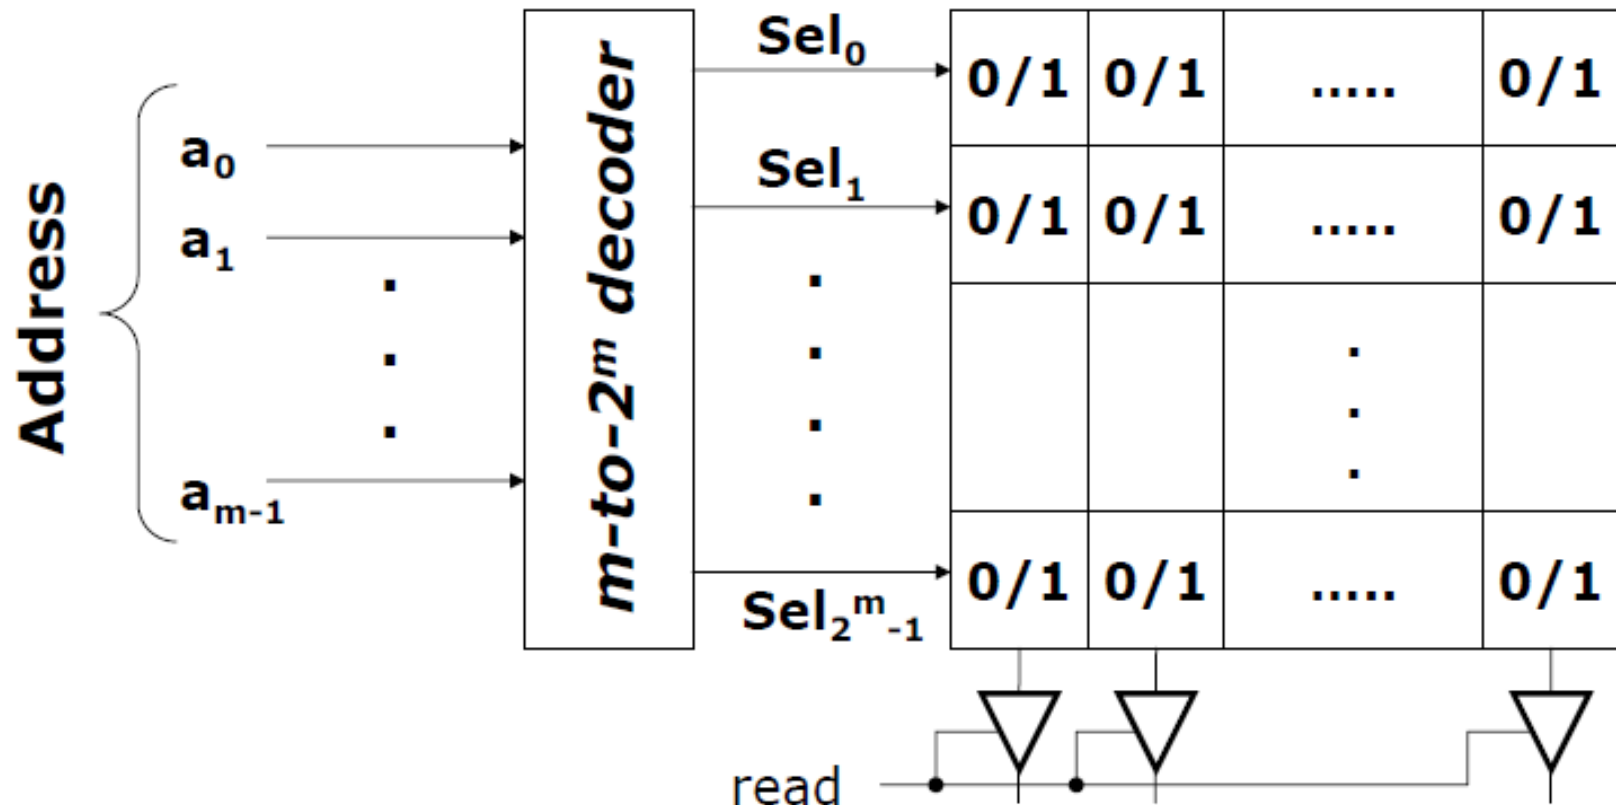 Address
a₀
a₁
.
.
.
aₘ₋₁
m-to-2ᵐ decoder
Sel₀
Sel₁
.
.
.
.
Sel₂ᵐ₋₁
0/1 0/1 ..... 0/1
0/1 0/1 ..... 0/1
.
.
.
0/1 0/1 ..... 0/1
read